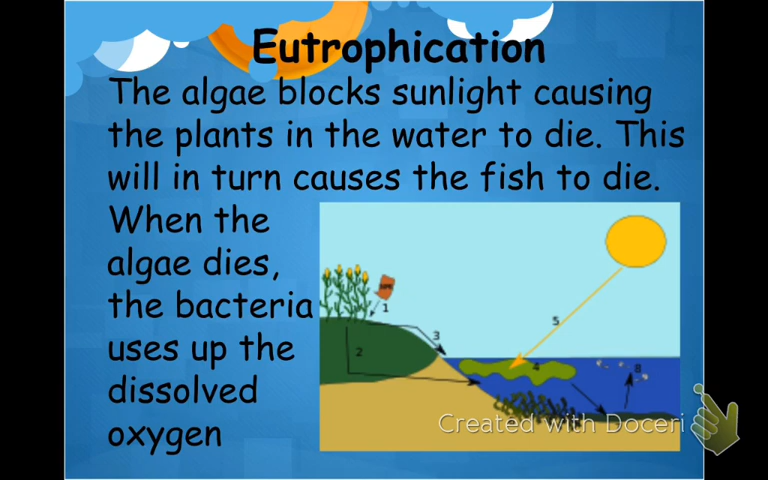 Eutrophication
The algae blocks sunlight causing
the plants in the water to die. This
will in turn causes the fish to die.
When the
algae dies,
the bacteria
uses up the
dissolved
oxygen
1
2
3
4
5
8
Created with Doceri